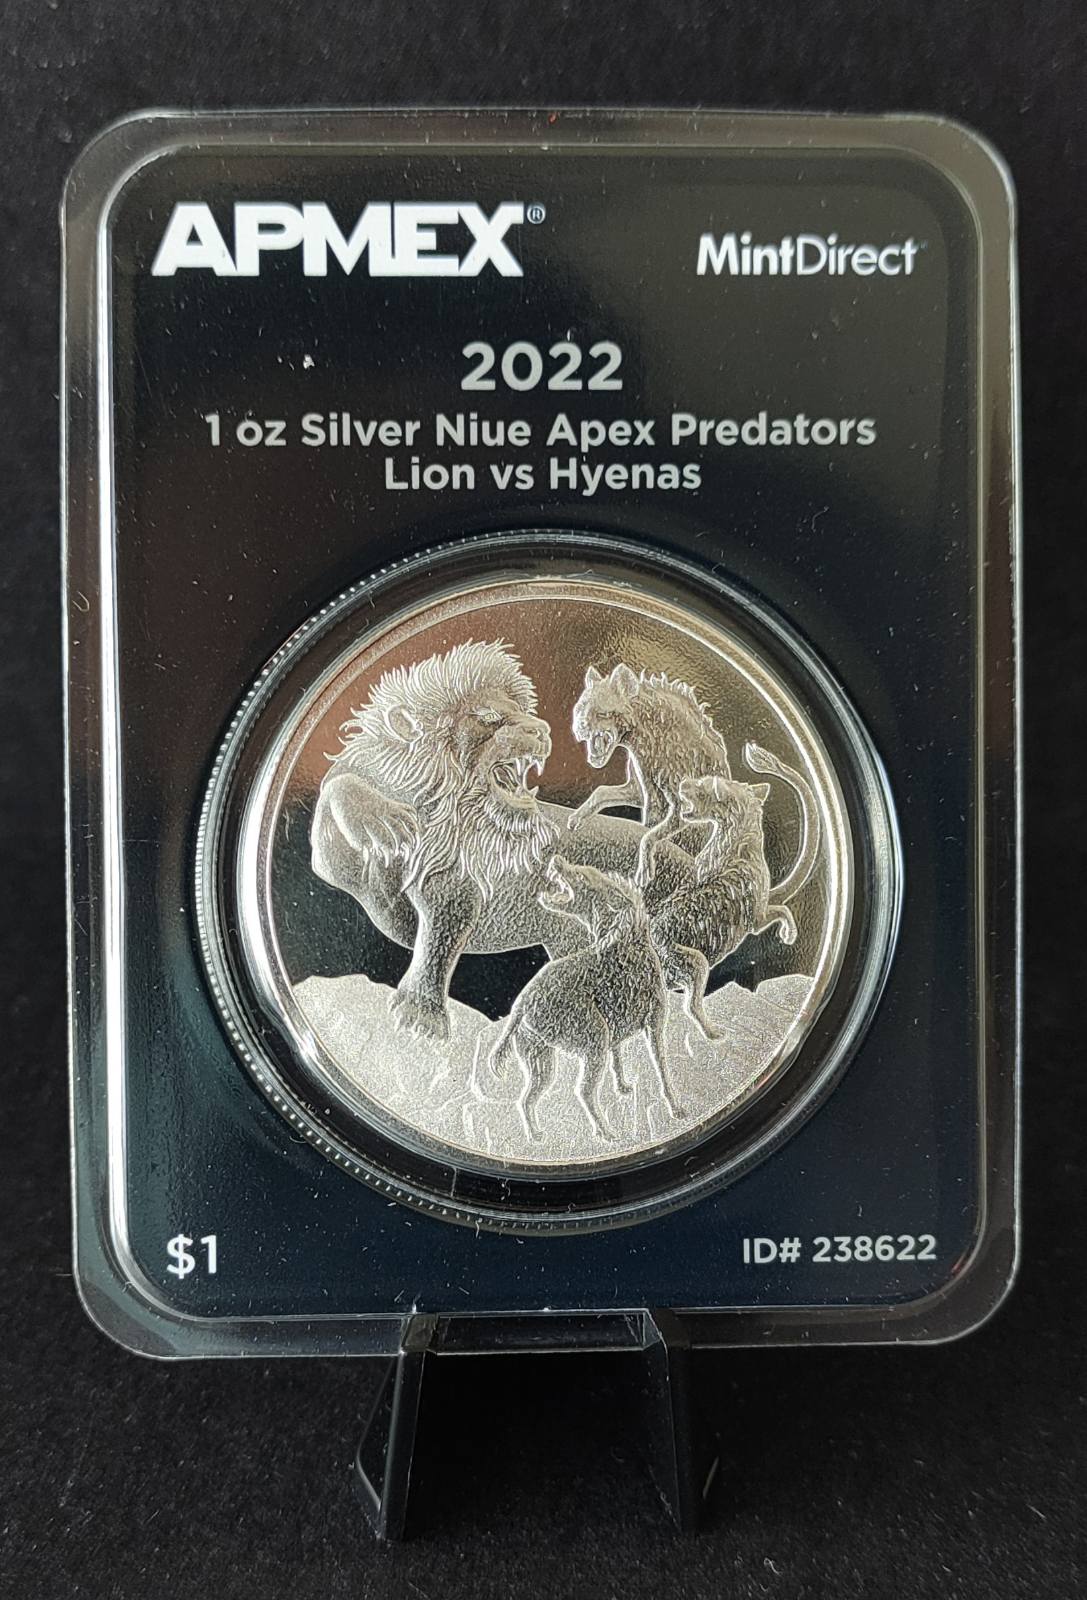 APMEX®
MintDirect
2022
1 oz Silver Niue Apex Predators
Lion vs Hyenas
$1
ID# 238622